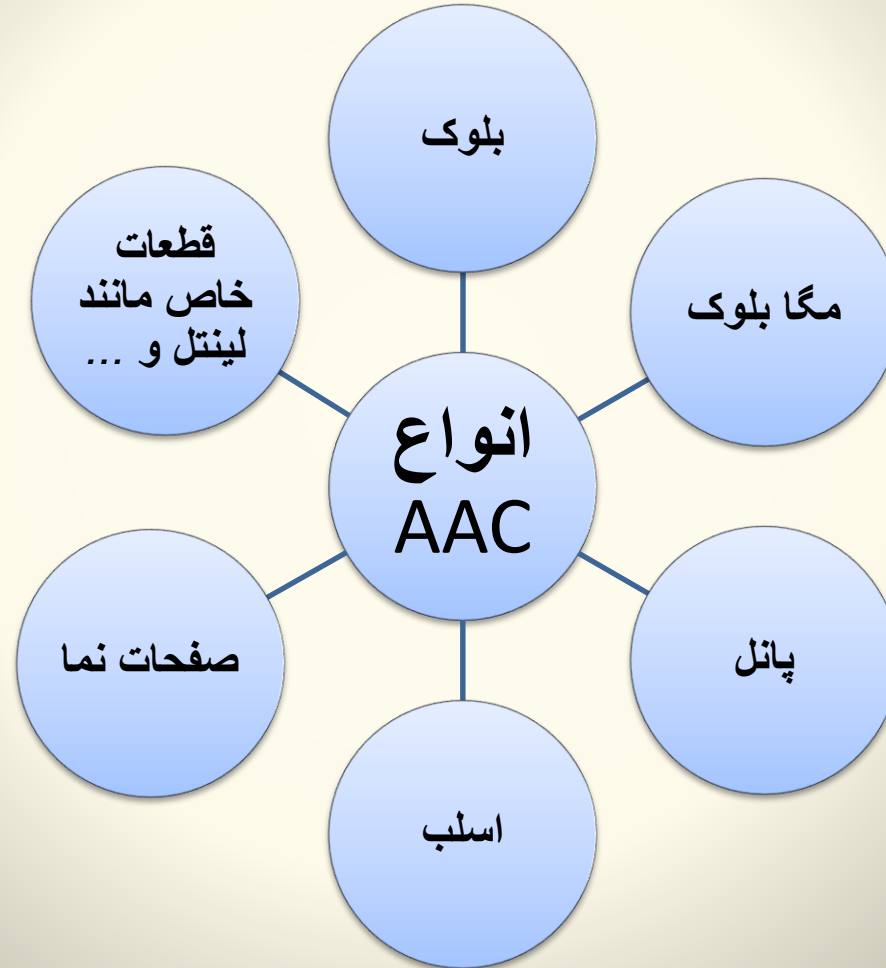 بلوک
مگا بلوک
قطعات
خاص مانند
لینتل و ...
انواع
AAC
پانل
صفحات نما
اسلب